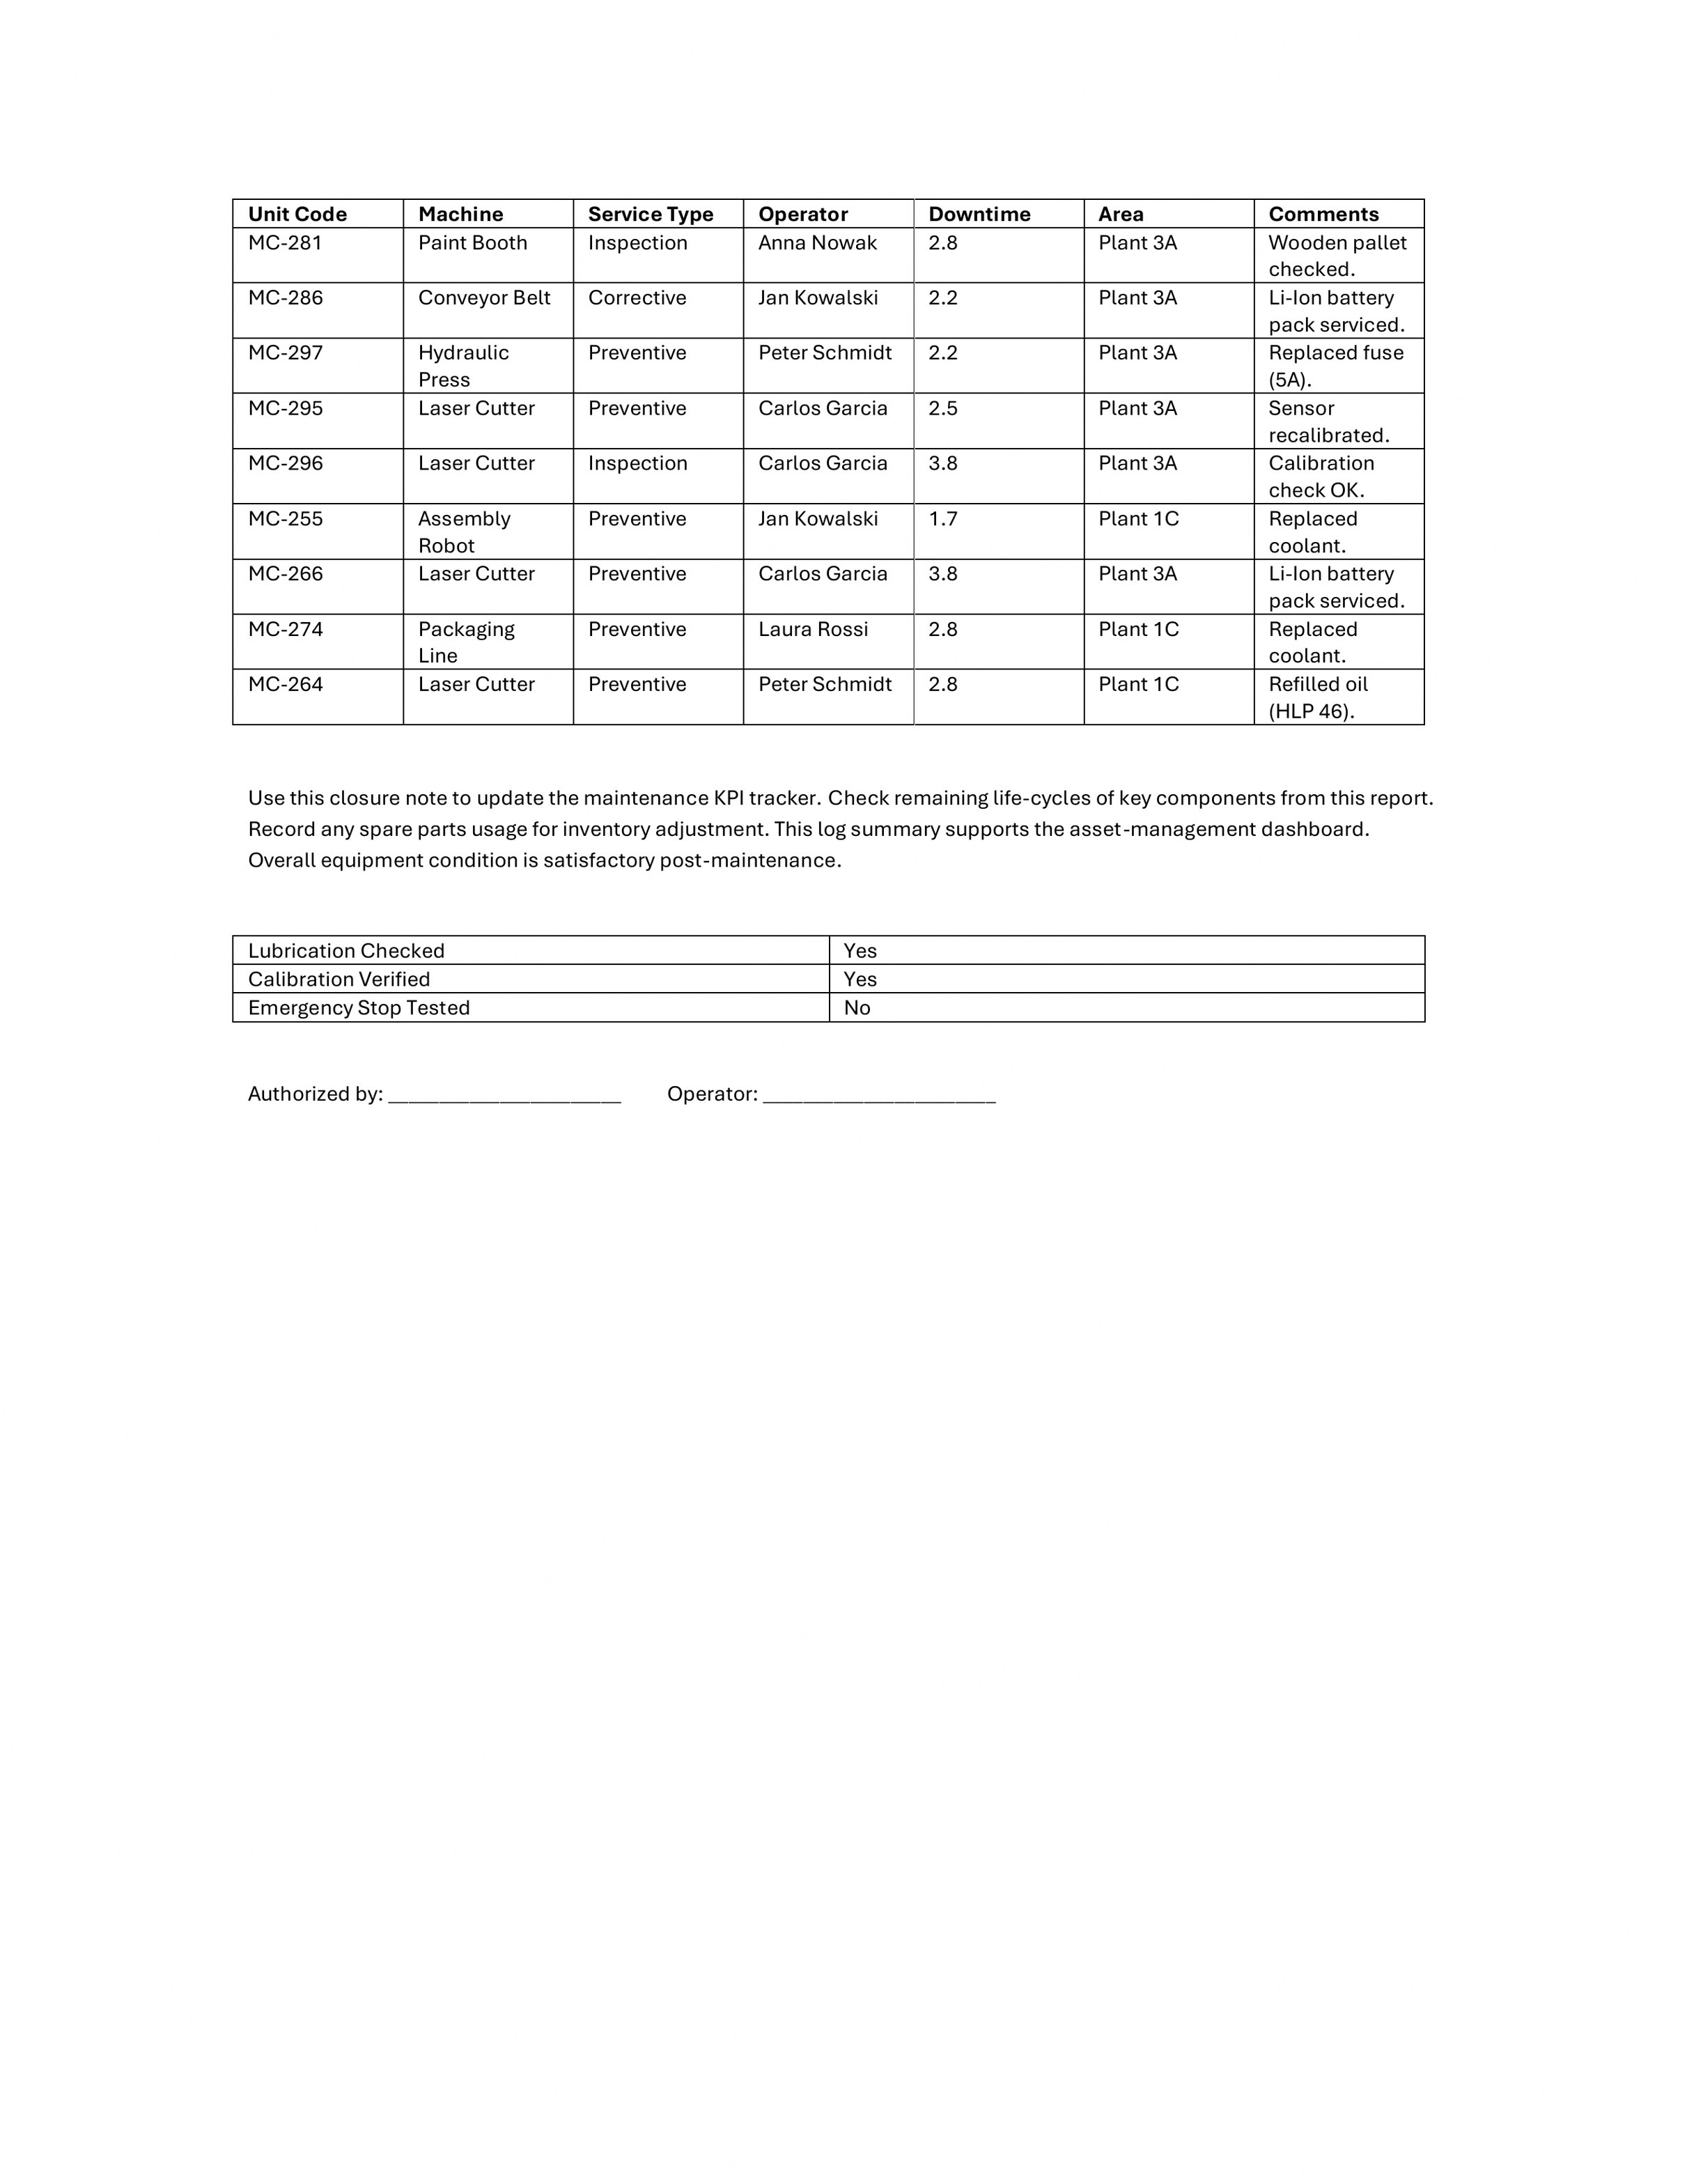 Unit Code Machine Service Type Operator Downtime Area Comments
MC-281 Paint Booth Inspection Anna Nowak 2.8 Plant 3A Wooden pallet
checked.
MC-286 Conveyor Belt Corrective Jan Kowalski 2.2 Plant 3A Li-Ion battery
pack serviced.
MC-297 Hydraulic Preventive Peter Schmidt 2.2 Plant 3A Replaced fuse
Press (5A).
MC-295 Laser Cutter Preventive Carlos Garcia 2.5 Plant 3A Sensor
recalibrated.
MC-296 Laser Cutter Inspection Carlos Garcia 3.8 Plant 3A Calibration
check OK.
MC-255 Assembly Preventive Jan Kowalski 1.7 Plant 1C Replaced
Robot coolant.
MC-266 Laser Cutter Preventive Carlos Garcia 3.8 Plant 3A Li-Ion battery
pack serviced.
MC-274 Packaging Preventive Laura Rossi 2.8 Plant 1C Replaced
Line coolant.
MC-264 Laser Cutter Preventive Peter Schmidt 2.8 Plant 1C Refilled oil
(HLP 46).
Use this closure note to update the maintenance KPI tracker. Check remaining life-cycles of key components from this report.
Record any spare parts usage for inventory adjustment. This log summary supports the asset-management dashboard.
Overall equipment condition is satisfactory post-maintenance.
Lubrication Checked Yes
Calibration Verified Yes
Emergency Stop Tested No
Authorized by: ______________________ Operator: ______________________